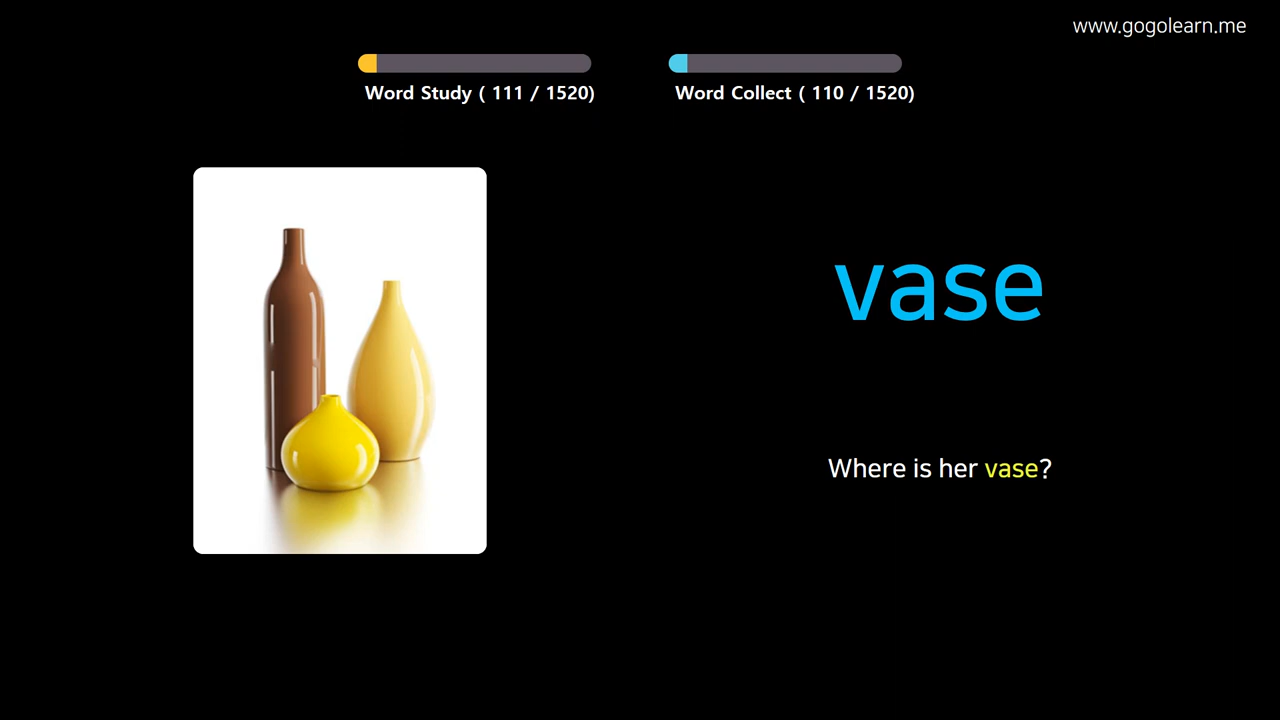 www.gogolearn.me
Word Study ( 111 / 1520)
Word Collect ( 110 / 1520)
vase
Where is her vase?